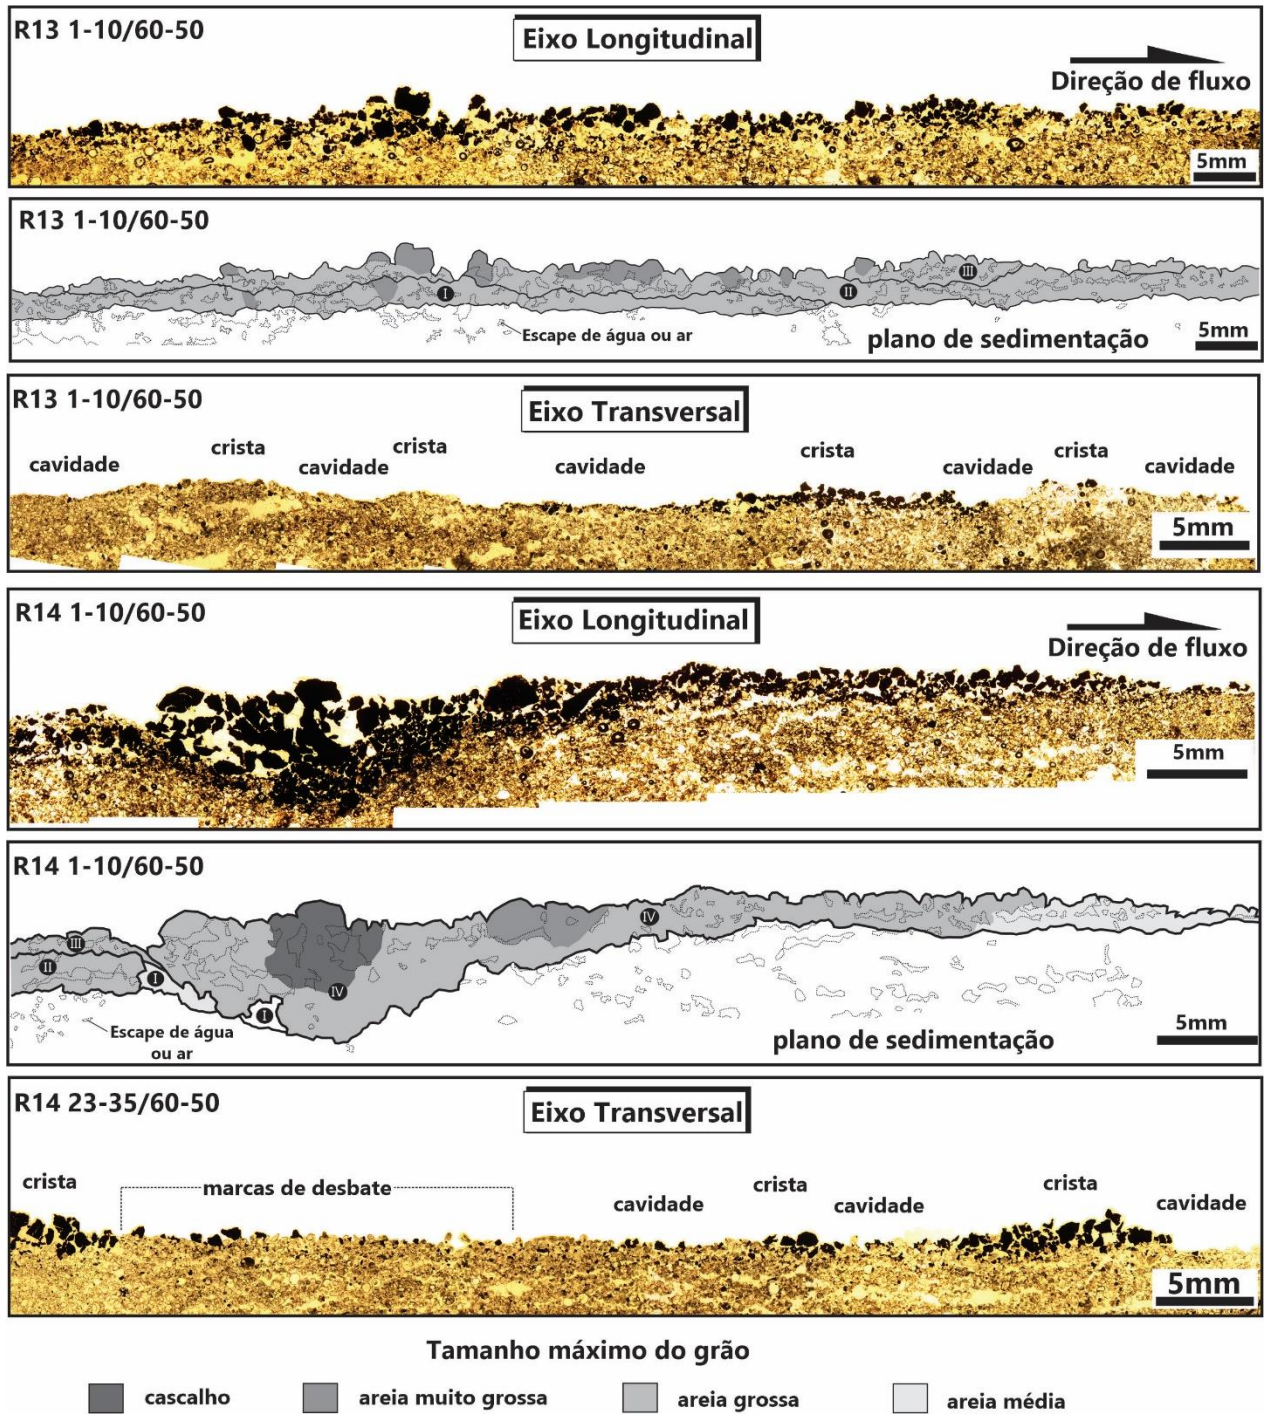 R13 1-10/60-50
Eixo Longitudinal
Direção de fluxo
5mm
R13 1-10/60-50
I
II
III
Escape de água ou ar
plano de sedimentação
5mm
R13 1-10/60-50
Eixo Transversal
cavidade
crista
cavidade
crista
cavidade
crista
cavidade
crista
cavidade
5mm
R14 1-10/60-50
Eixo Longitudinal
Direção de fluxo
5mm
R14 1-10/60-50
III
II
I
I
IV
IV
Escape de água
ou ar
plano de sedimentação
5mm
R14 23-35/60-50
Eixo Transversal
crista
marcas de desbate
cavidade
crista
cavidade
crista
cavidade
5mm
Tamanho máximo do grão
cascalho
areia muito grossa
areia grossa
areia média